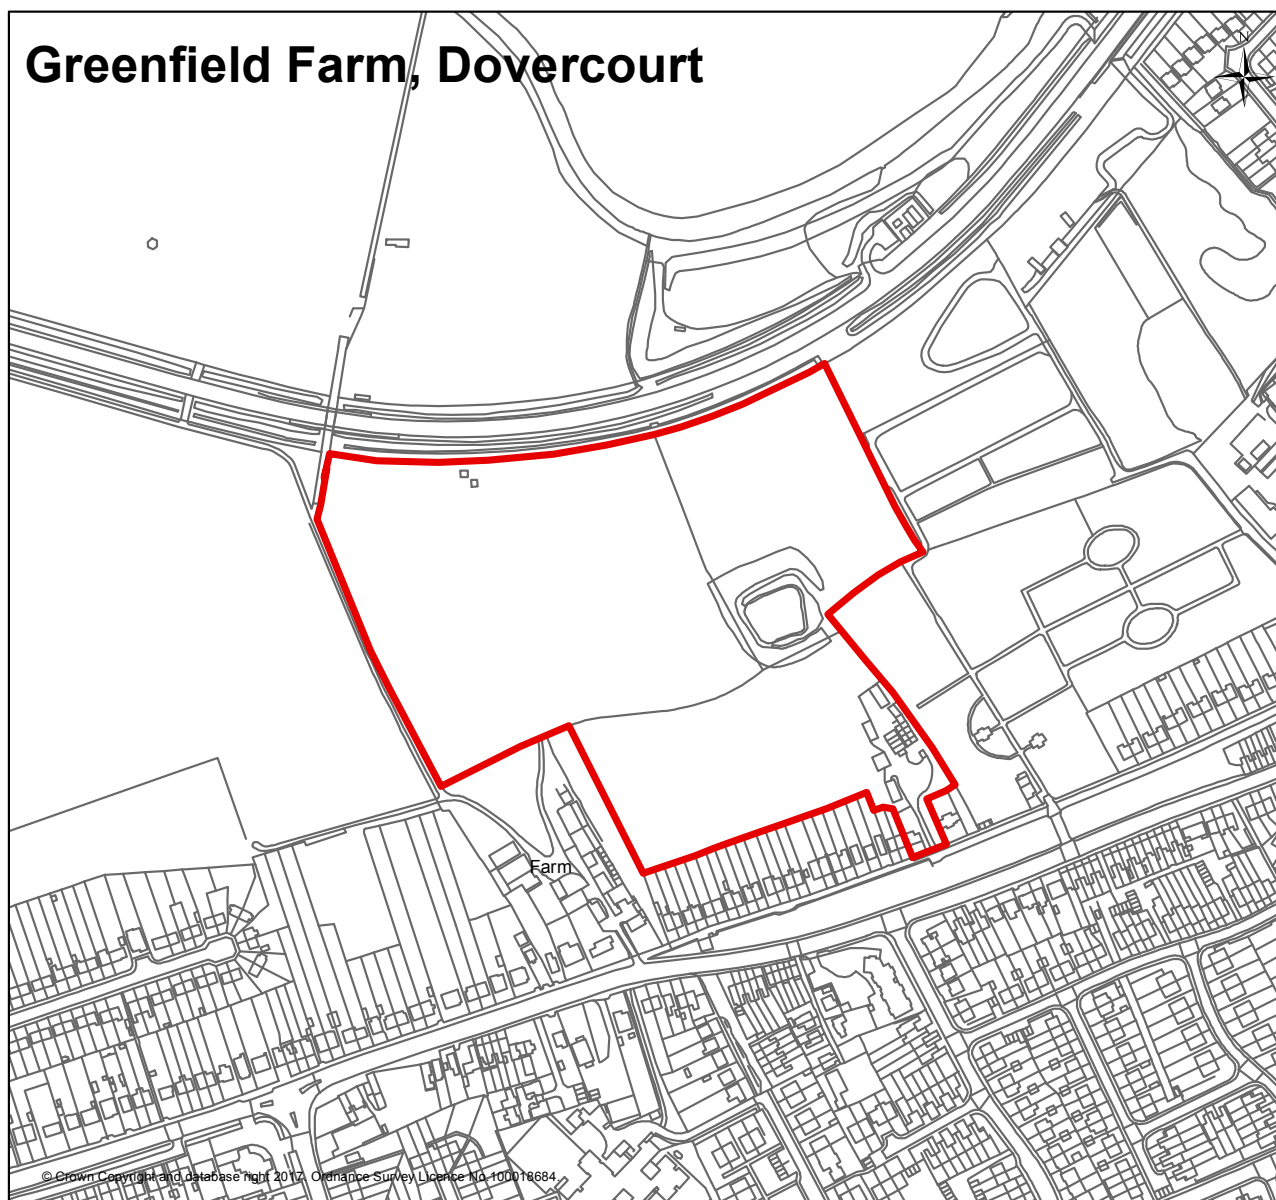 Greenfield Farm, Dovercourt
N
Farm
© Crown Copyright and database right 2017. Ordnance Survey Licence No.100018684.